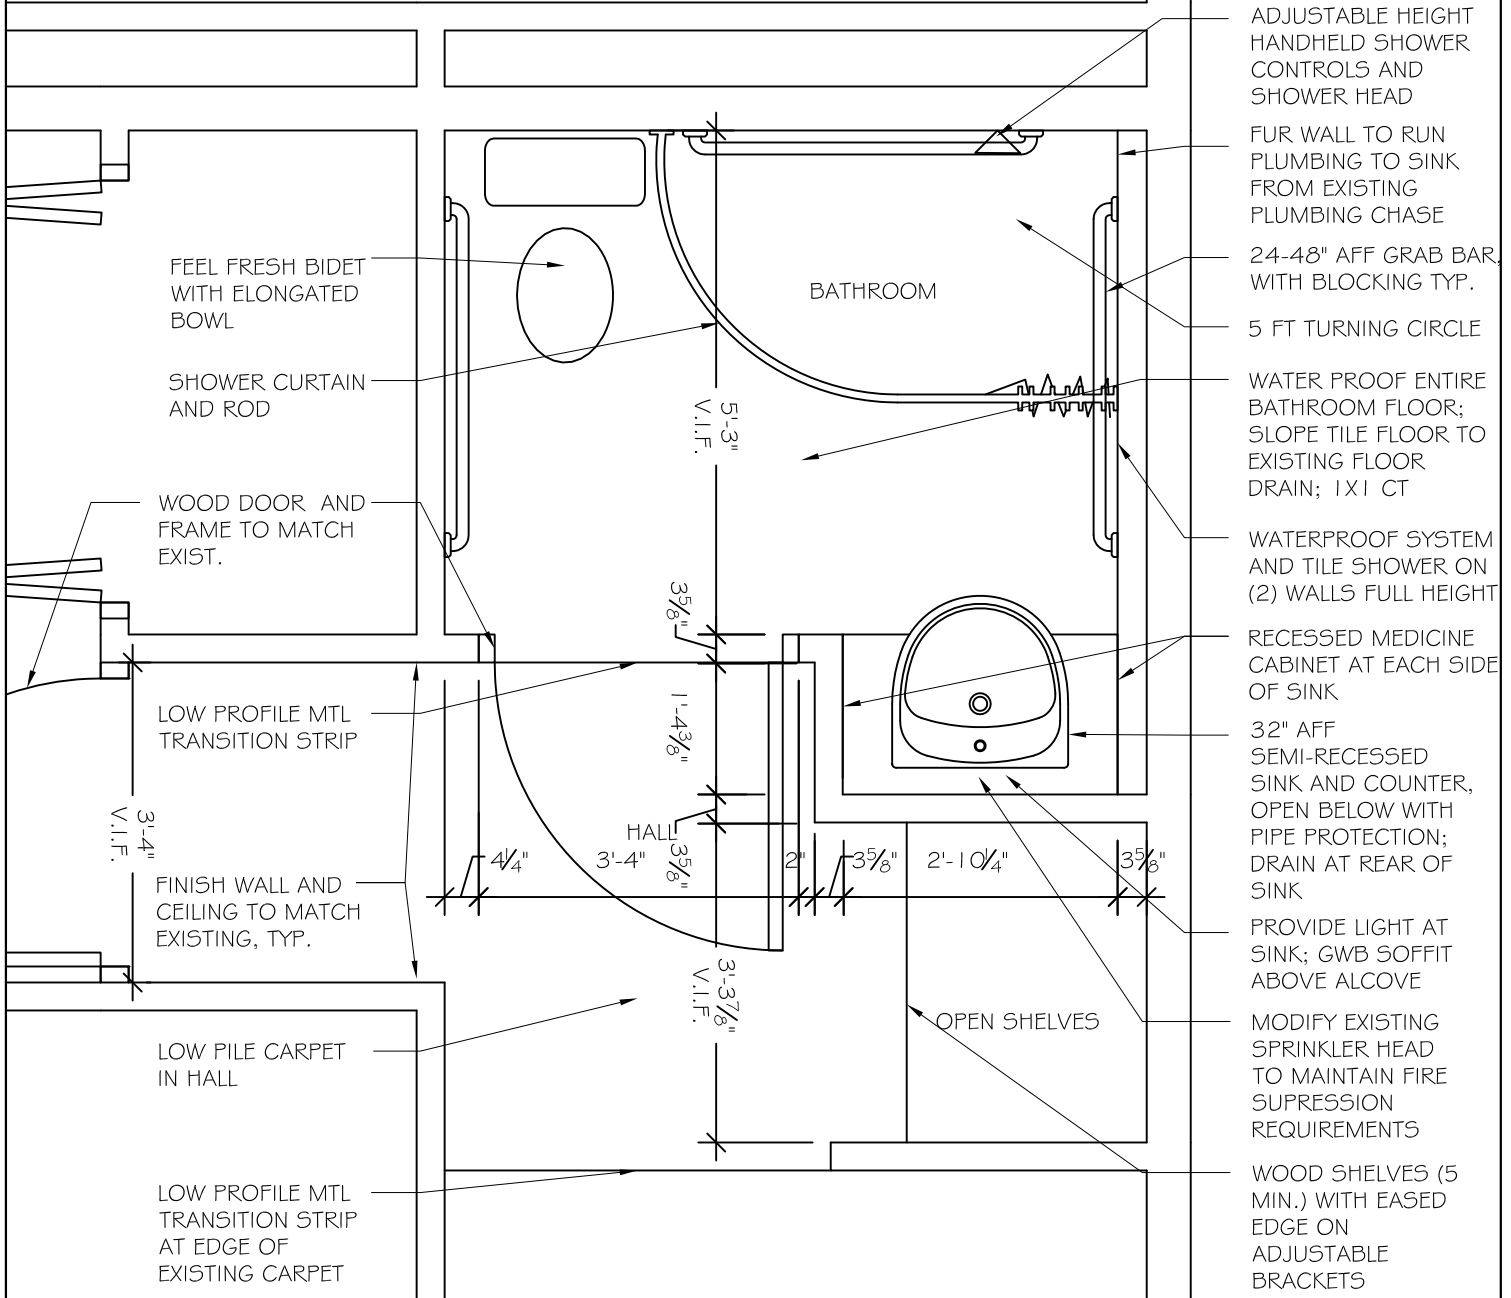 ADJUSTABLE HEIGHT
HANDHELD SHOWER
CONTROLS AND
SHOWER HEAD
FUR WALL TO RUN
PLUMBING TO SINK
FROM EXISTING
PLUMBING CHASE
24-48" AFF GRAB BAR,
WITH BLOCKING TYP.
5 FT TURNING CIRCLE
WATER PROOF ENTIRE
BATHROOM FLOOR;
SLOPE TILE FLOOR TO
EXISTING FLOOR
DRAIN; 1X1 CT
WATERPROOF SYSTEM
AND TILE SHOWER ON
(2) WALLS FULL HEIGHT
RECESSED MEDICINE
CABINET AT EACH SIDE
OF SINK
32" AFF
SEMI-RECESSED
SINK AND COUNTER,
OPEN BELOW WITH
PIPE PROTECTION;
DRAIN AT REAR OF
SINK
PROVIDE LIGHT AT
SINK; GWB SOFFIT
ABOVE ALCOVE
MODIFY EXISTING
SPRINKLER HEAD
TO MAINTAIN FIRE
SUPRESSION
REQUIREMENTS
WOOD SHELVES (5
MIN.) WITH EASED
EDGE ON
ADJUSTABLE
BRACKETS
FEEL FRESH BIDET
WITH ELONGATED
BOWL
SHOWER CURTAIN
AND ROD
WOOD DOOR AND
FRAME TO MATCH
EXIST.
LOW PROFILE MTL
TRANSITION STRIP
FINISH WALL AND
CEILING TO MATCH
EXISTING, TYP.
LOW PILE CARPET
IN HALL
LOW PROFILE MTL
TRANSITION STRIP
AT EDGE OF
EXISTING CARPET
BATHROOM
5'-3"
V.I.F.
3⅝"
1'-4⅜"
HALL
3⅝"
3'-4"
V.I.F.
4¼"
3'-4"
2"
3⅝"
2'-10¼"
3⅝"
3'-3⅞"
V.I.F.
OPEN SHELVES